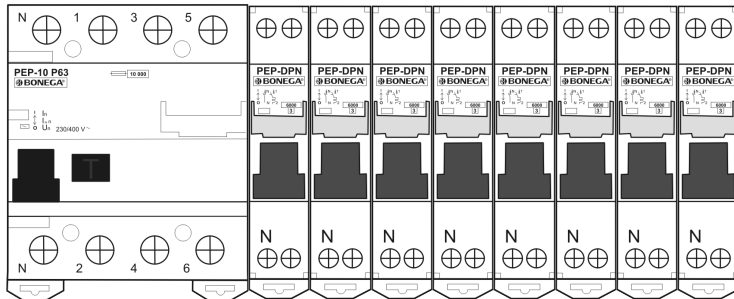 N 1 3 5
PEP-10 P63
10 000
BONEGA
In
Un 230/400 V~
T
N 2 4 6
PEP-DPN PEP-DPN PEP-DPN PEP-DPN PEP-DPN PEP-DPN PEP-DPN PEP-DPN
BONEGA BONEGA BONEGA BONEGA BONEGA BONEGA BONEGA BONEGA
6000 6000 6000 6000 6000 6000 6000 6000
3 3 3 3 3 3 3 3
N N N N N N N N